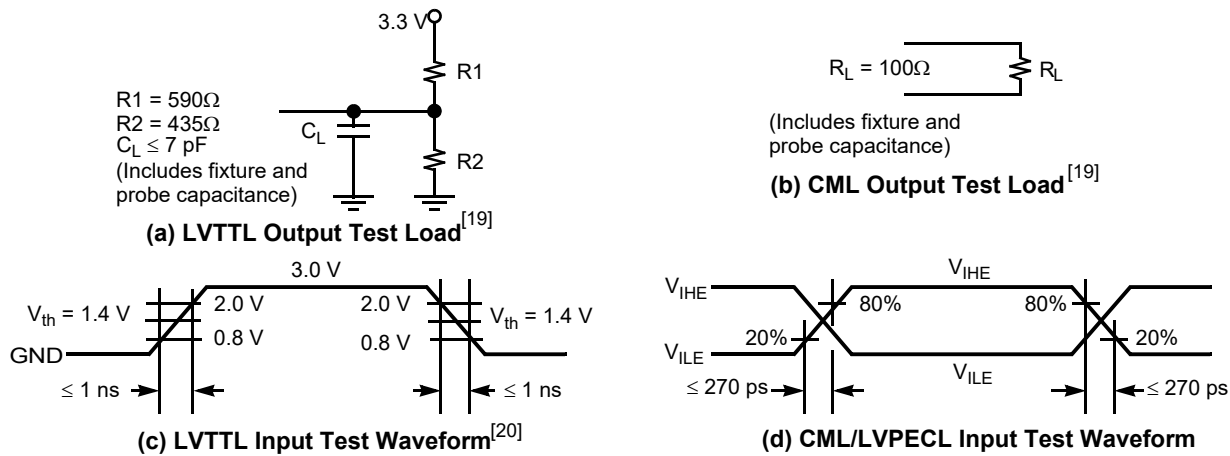 3.3 V
R1
R1 = 590Ω
R2 = 435Ω
C_L ≤ 7 pF
(Includes fixture and
probe capacitance)
C_L
R2
(a) LVTTL Output Test Load[19]
R_L = 100Ω
R_L
(Includes fixture and
probe capacitance)
(b) CML Output Test Load[19]
3.0 V
2.0 V
2.0 V
V_th = 1.4 V
V_th = 1.4 V
0.8 V
0.8 V
GND
≤ 1 ns
≤ 1 ns
(c) LVTTL Input Test Waveform[20]
V_IHE
V_IHE
80%
80%
20%
20%
V_ILE
V_ILE
≤ 270 ps
≤ 270 ps
(d) CML/LVPECL Input Test Waveform